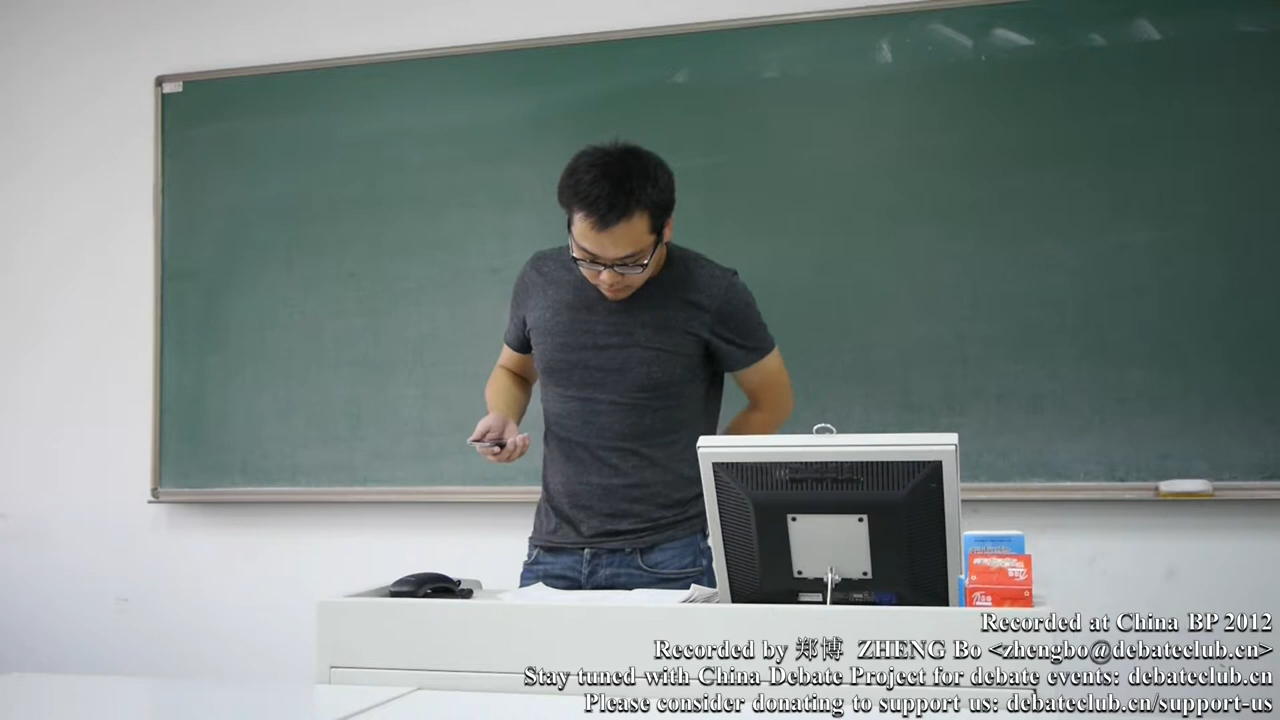 Recorded at China BP 2012
Recorded by 郑博 ZHENG Bo <zhengbo@debateclub.cn>
Stay tuned with China Debate Project for debate events: debateclub.cn
Please consider donating to support us: debateclub.cn/support-us